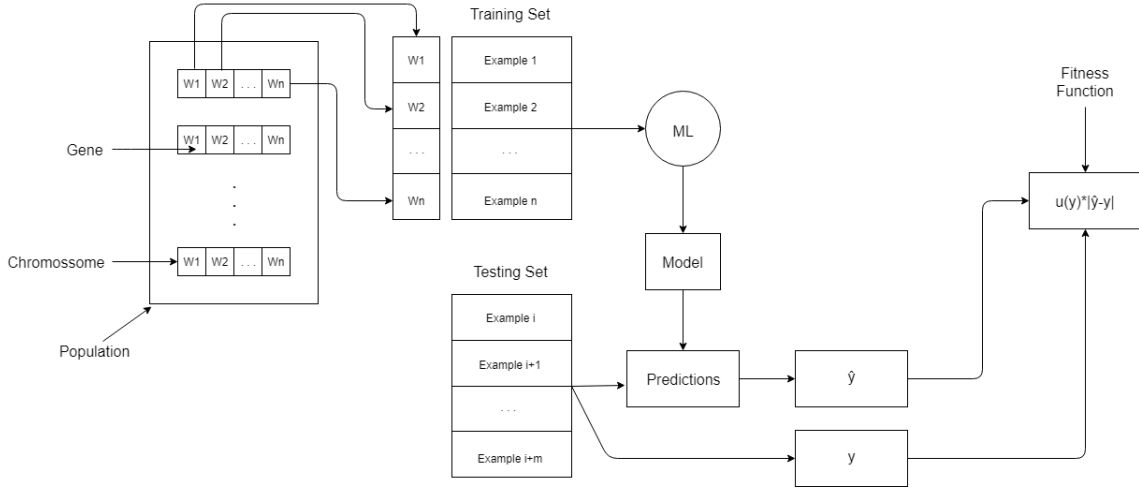 Training Set
W1 W2 . . . Wn
W1
Example 1
W2
Example 2
. . .
. . .
Wn
Example n
Gene
W1 W2 . . . Wn
.
.
.
Chromossome
W1 W2 . . . Wn
Population
ML
Model
Testing Set
Example i
Example i+1
. . .
Example i+m
Predictions
ŷ
y
Fitness
Function
u(y)*|ŷ-y|